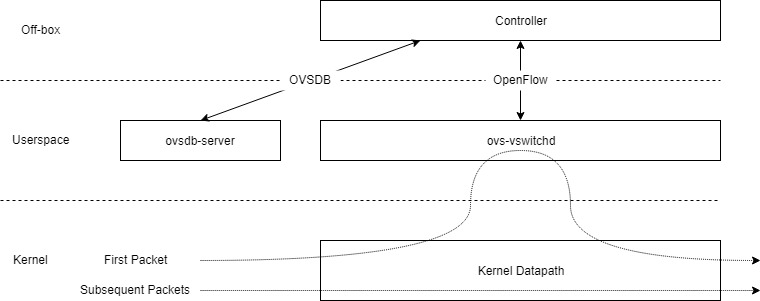 Off-box
Controller
OVSDB
OpenFlow
Userspace
ovsdb-server
ovs-vswitchd
Kernel
First Packet
Kernel Datapath
Subsequent Packets